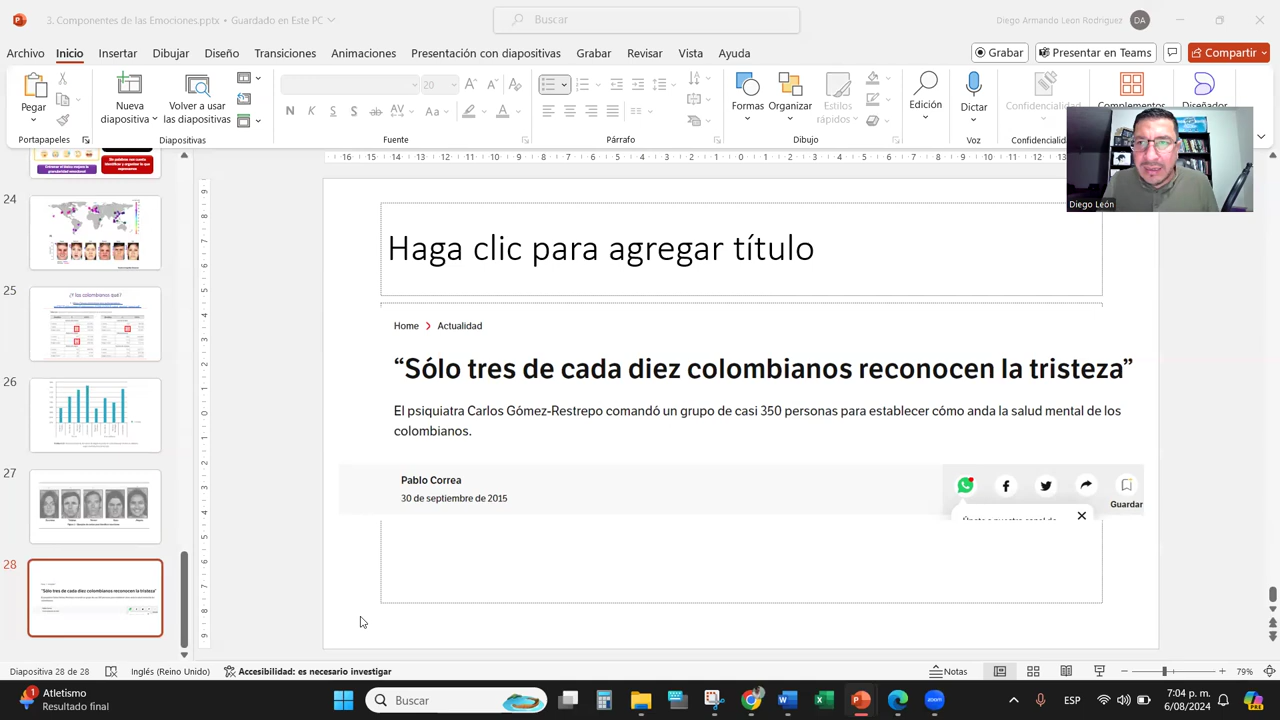 3. Componentes de las Emociones.pptx • Guardado en Este PC
Buscar
Diego Armando Leon Rodriguez
DA
Archivo Inicio Insertar Dibujar Diseño Transiciones Animaciones Presentación con diapositivas Grabar Revisar Vista Ayuda
Grabar
Presentar en Teams
Compartir
20
Pegar
Nueva diapositiva
Volver a usar las diapositivas
Formas
Organizar
Estilos rápidos
Edición
Dictar
Confidencialidad
Complementos
Diseñador
Portapapeles
Diapositivas
Fuente
Párrafo
Dibujo
Voz
Diego León
24
25
¿Y los colombianos qué?
26
27
28
Haga clic para agregar título
Home > Actualidad
“Sólo tres de cada diez colombianos reconocen la tristeza”
El psiquiatra Carlos Gómez-Restrepo comandó un grupo de casi 350 personas para establecer cómo anda la salud mental de los
colombianos.
Pablo Correa
30 de septiembre de 2015
Guardar
Diapositiva 28 de 28
Inglés (Reino Unido)
Accesibilidad: es necesario investigar
Notas
79%
1
Atletismo
Resultado final
Buscar
ESP
7:04 p. m.
6/08/2024